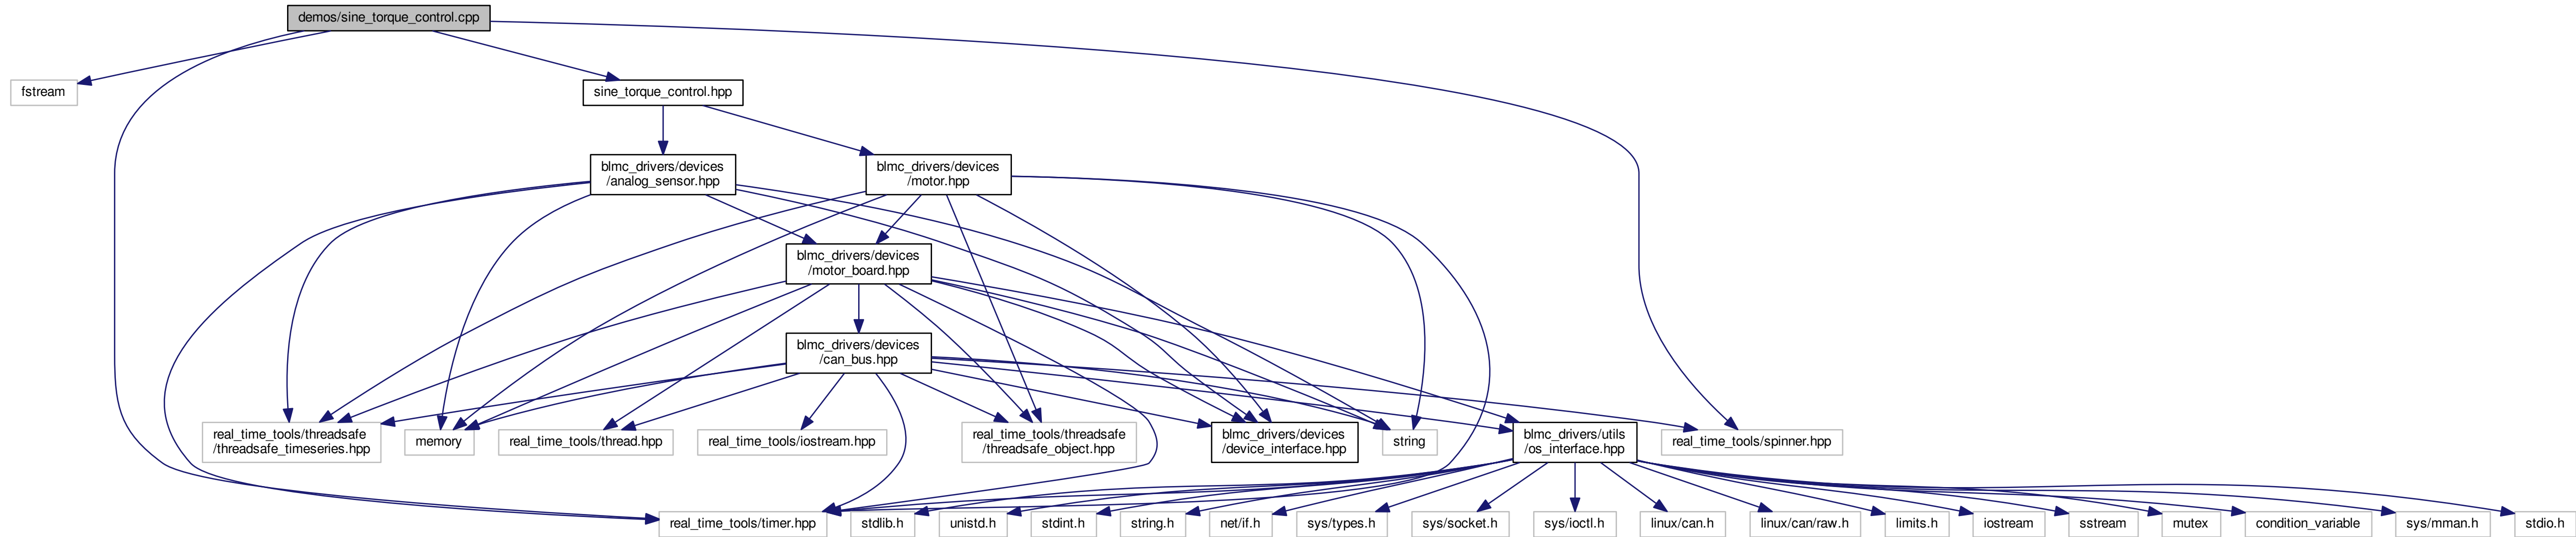 demos/sine_torque_control.cpp
fstream
sine_torque_control.hpp
blmc_drivers/devices
/analog_sensor.hpp
blmc_drivers/devices
/motor.hpp
blmc_drivers/devices
/motor_board.hpp
blmc_drivers/devices
/can_bus.hpp
real_time_tools/threadsafe
/threadsafe_timeseries.hpp
memory
real_time_tools/thread.hpp
real_time_tools/iostream.hpp
real_time_tools/threadsafe
/threadsafe_object.hpp
blmc_drivers/devices
/device_interface.hpp
string
blmc_drivers/utils
/os_interface.hpp
real_time_tools/spinner.hpp
real_time_tools/timer.hpp
stdlib.h
unistd.h
stdint.h
string.h
net/if.h
sys/types.h
sys/socket.h
sys/ioctl.h
linux/can.h
linux/can/raw.h
limits.h
iostream
sstream
mutex
condition_variable
sys/mman.h
stdio.h